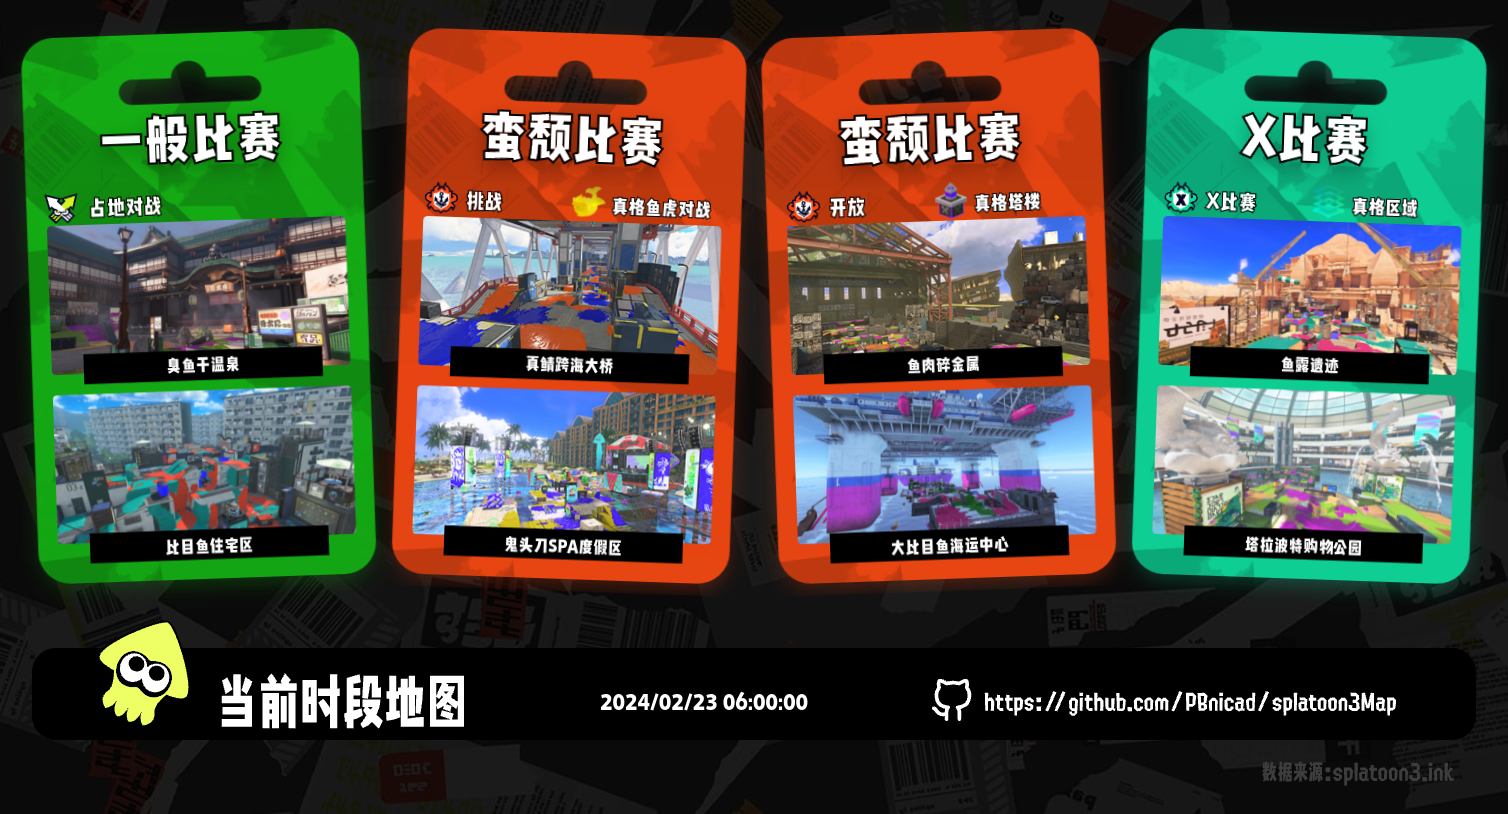 一般比赛
占地对战
臭鱼干温泉
比目鱼住宅区
蛮颓比赛
挑战
真格鱼虎对战
真鲭跨海大桥
鬼头刀SPA度假区
蛮颓比赛
开放
真格塔楼
鱼肉碎金属
大比目鱼海运中心
X比赛
X比赛
真格区域
鱼露遗迹
塔拉波特购物公园
当前时段地图
2024/02/23 06:00:00
https://github.com/PBnicad/splatoon3Map
数据来源:splatoon3.ink